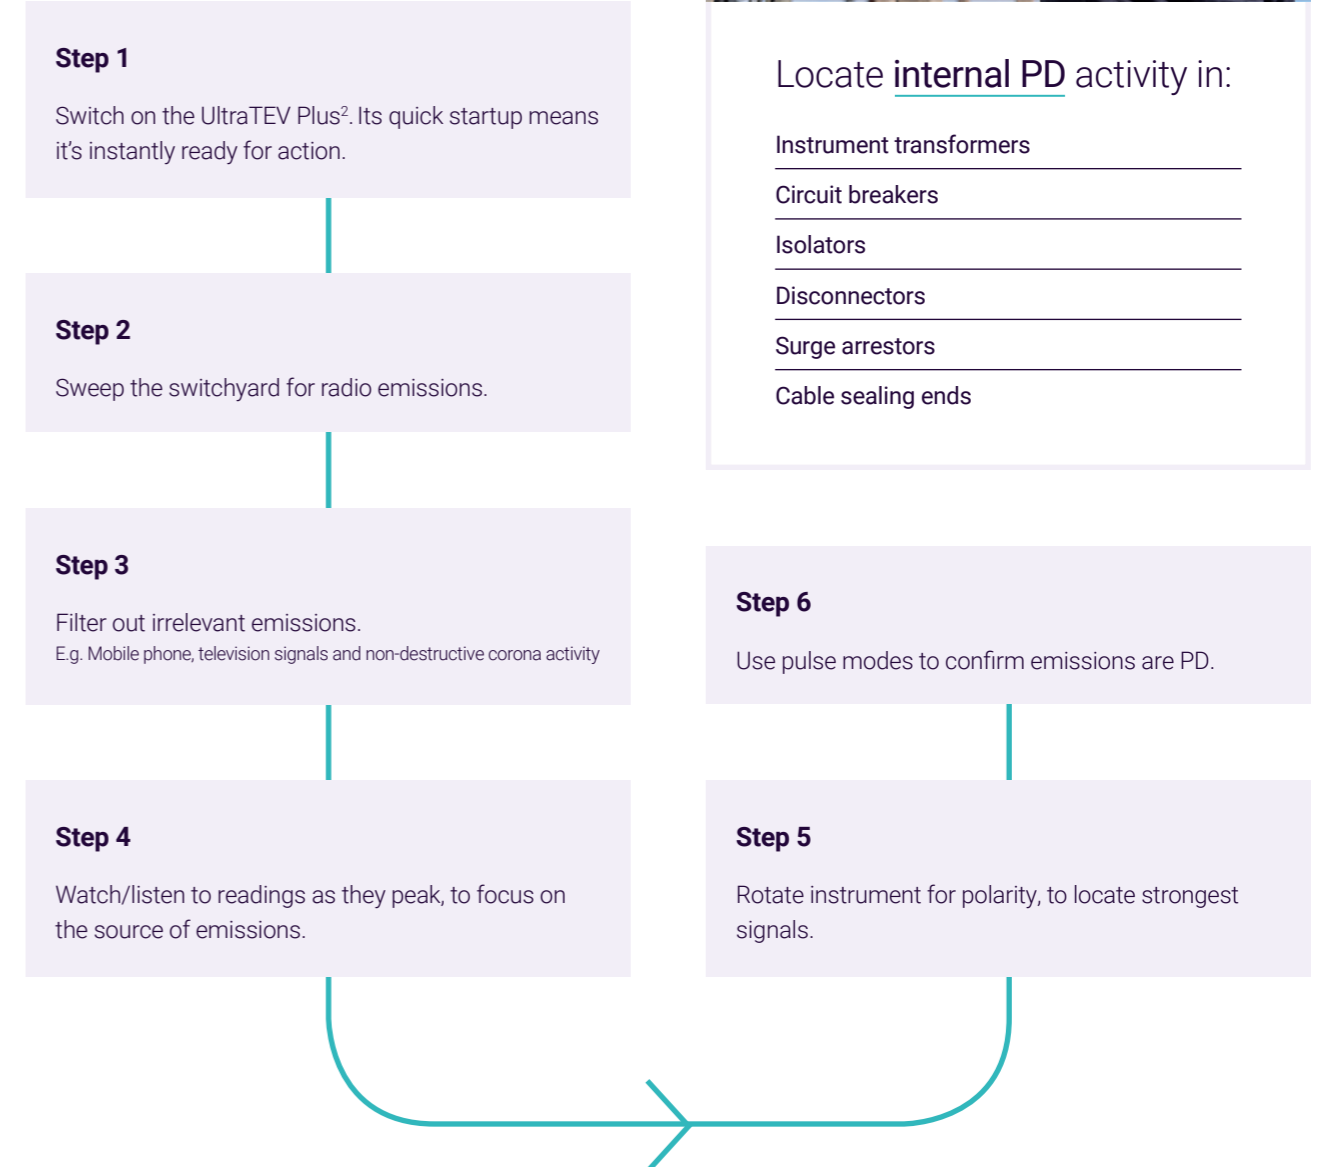 Step 1
Switch on the UltraTEV Plus². Its quick startup means
it's instantly ready for action.
Step 2
Sweep the switchyard for radio emissions.
Step 3
Filter out irrelevant emissions.
E.g. Mobile phone, television signals and non-destructive corona activity
Step 4
Watch/listen to readings as they peak, to focus on
the source of emissions.
Locate internal PD activity in:
Instrument transformers
Circuit breakers
Isolators
Disconnectors
Surge arrestors
Cable sealing ends
Step 6
Use pulse modes to confirm emissions are PD.
Step 5
Rotate instrument for polarity, to locate strongest
signals.